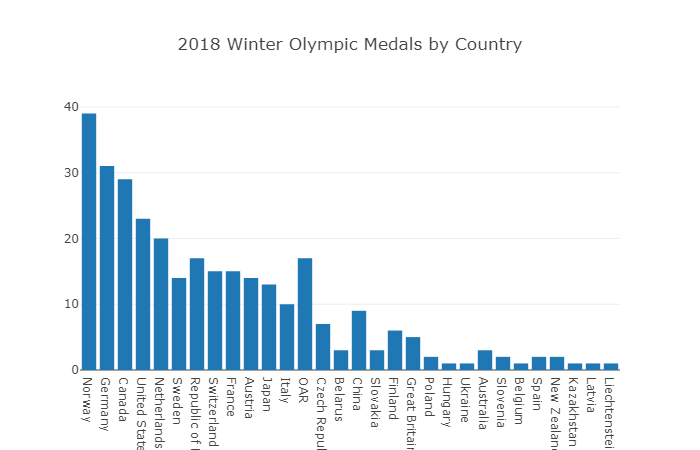 2018 Winter Olympic Medals by Country
40
30
20
10
0
Norway
Germany
Canada
United State
Netherlands
Sweden
Republic of
Switzerland
France
Austria
Japan
Italy
OAR
Czech Repul
Belarus
China
Slovakia
Finland
Great Britain
Poland
Hungary
Ukraine
Australia
Slovenia
Belgium
Spain
New Zealand
Kazakhstan
Latvia
Liechtenstei